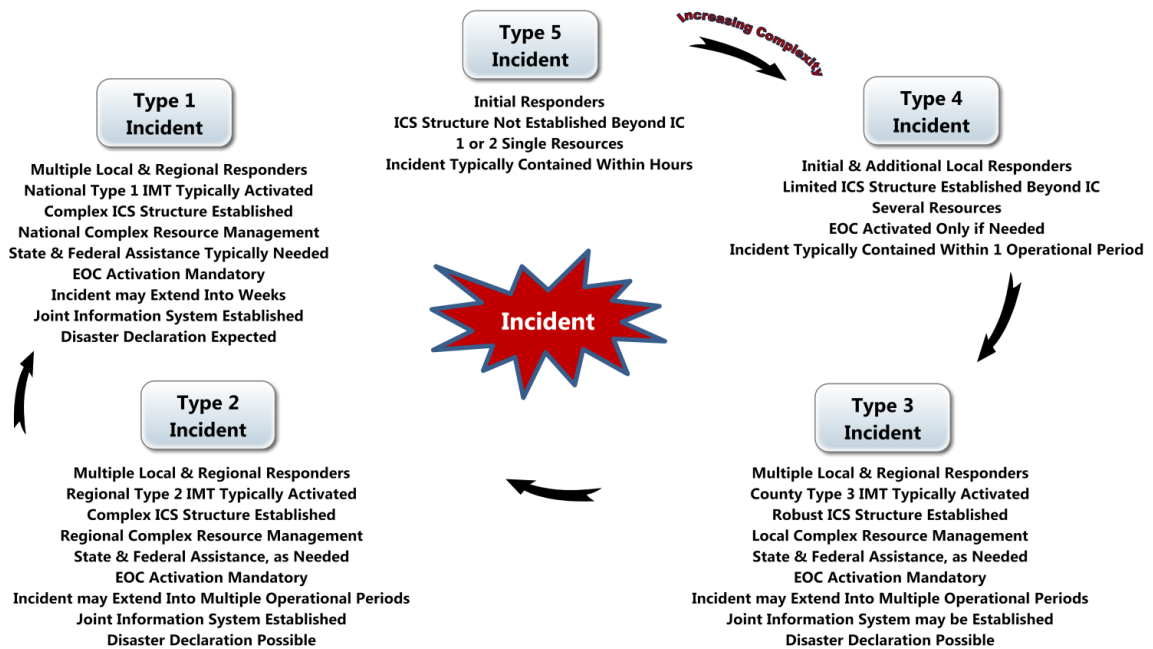 Type 5
Incident
Initial Responders
ICS Structure Not Established Beyond IC
1 or 2 Single Resources
Incident Typically Contained Within Hours
Increasing Complexity
Type 4
Incident
Initial & Additional Local Responders
Limited ICS Structure Established Beyond IC
Several Resources
EOC Activated Only if Needed
Incident Typically Contained Within 1 Operational Period
Type 3
Incident
Multiple Local & Regional Responders
County Type 3 IMT Typically Activated
Robust ICS Structure Established
Local Complex Resource Management
State & Federal Assistance, as Needed
EOC Activation Mandatory
Incident may Extend Into Multiple Operational Periods
Joint Information System may be Established
Disaster Declaration Possible
Type 2
Incident
Multiple Local & Regional Responders
Regional Type 2 IMT Typically Activated
Complex ICS Structure Established
Regional Complex Resource Management
State & Federal Assistance, as Needed
EOC Activation Mandatory
Incident may Extend Into Multiple Operational Periods
Joint Information System Established
Disaster Declaration Possible
Type 1
Incident
Multiple Local & Regional Responders
National Type 1 IMT Typically Activated
Complex ICS Structure Established
National Complex Resource Management
State & Federal Assistance Typically Needed
EOC Activation Mandatory
Incident may Extend Into Weeks
Joint Information System Established
Disaster Declaration Expected
Incident